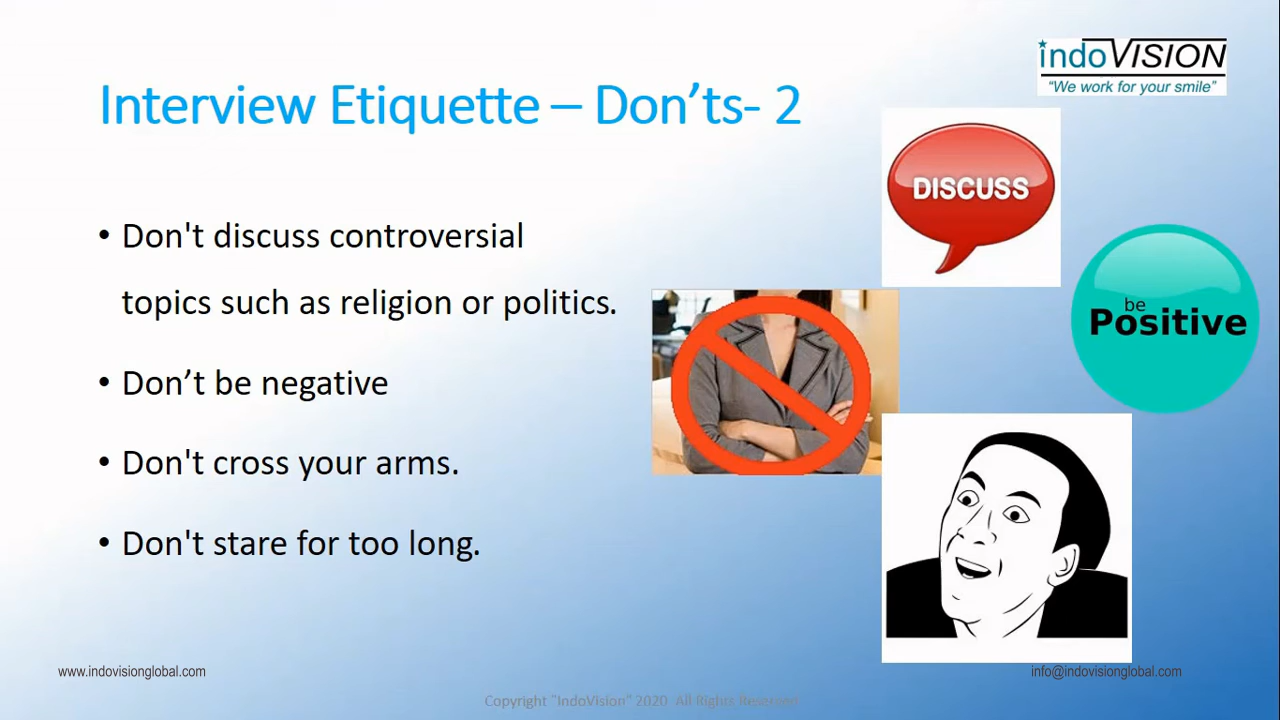 indoVISION
"We work for your smile"
Interview Etiquette – Don'ts- 2
DISCUSS
• Don't discuss controversial
topics such as religion or politics.
be
Positive
• Don’t be negative
• Don't cross your arms.
• Don't stare for too long.
www.indovisionglobal.com
info@indovisionglobal.com
Copyright "IndoVision" 2020 All Rights Reserved